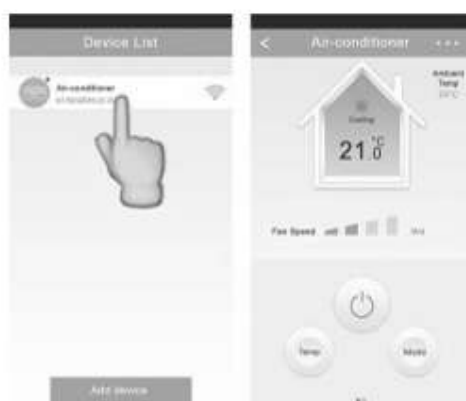 Device List
Air-conditioner
Add device
Air-conditioner
Ambient
Temp
Cooling
21.0 °C
Fan Speed
Temp
Mode